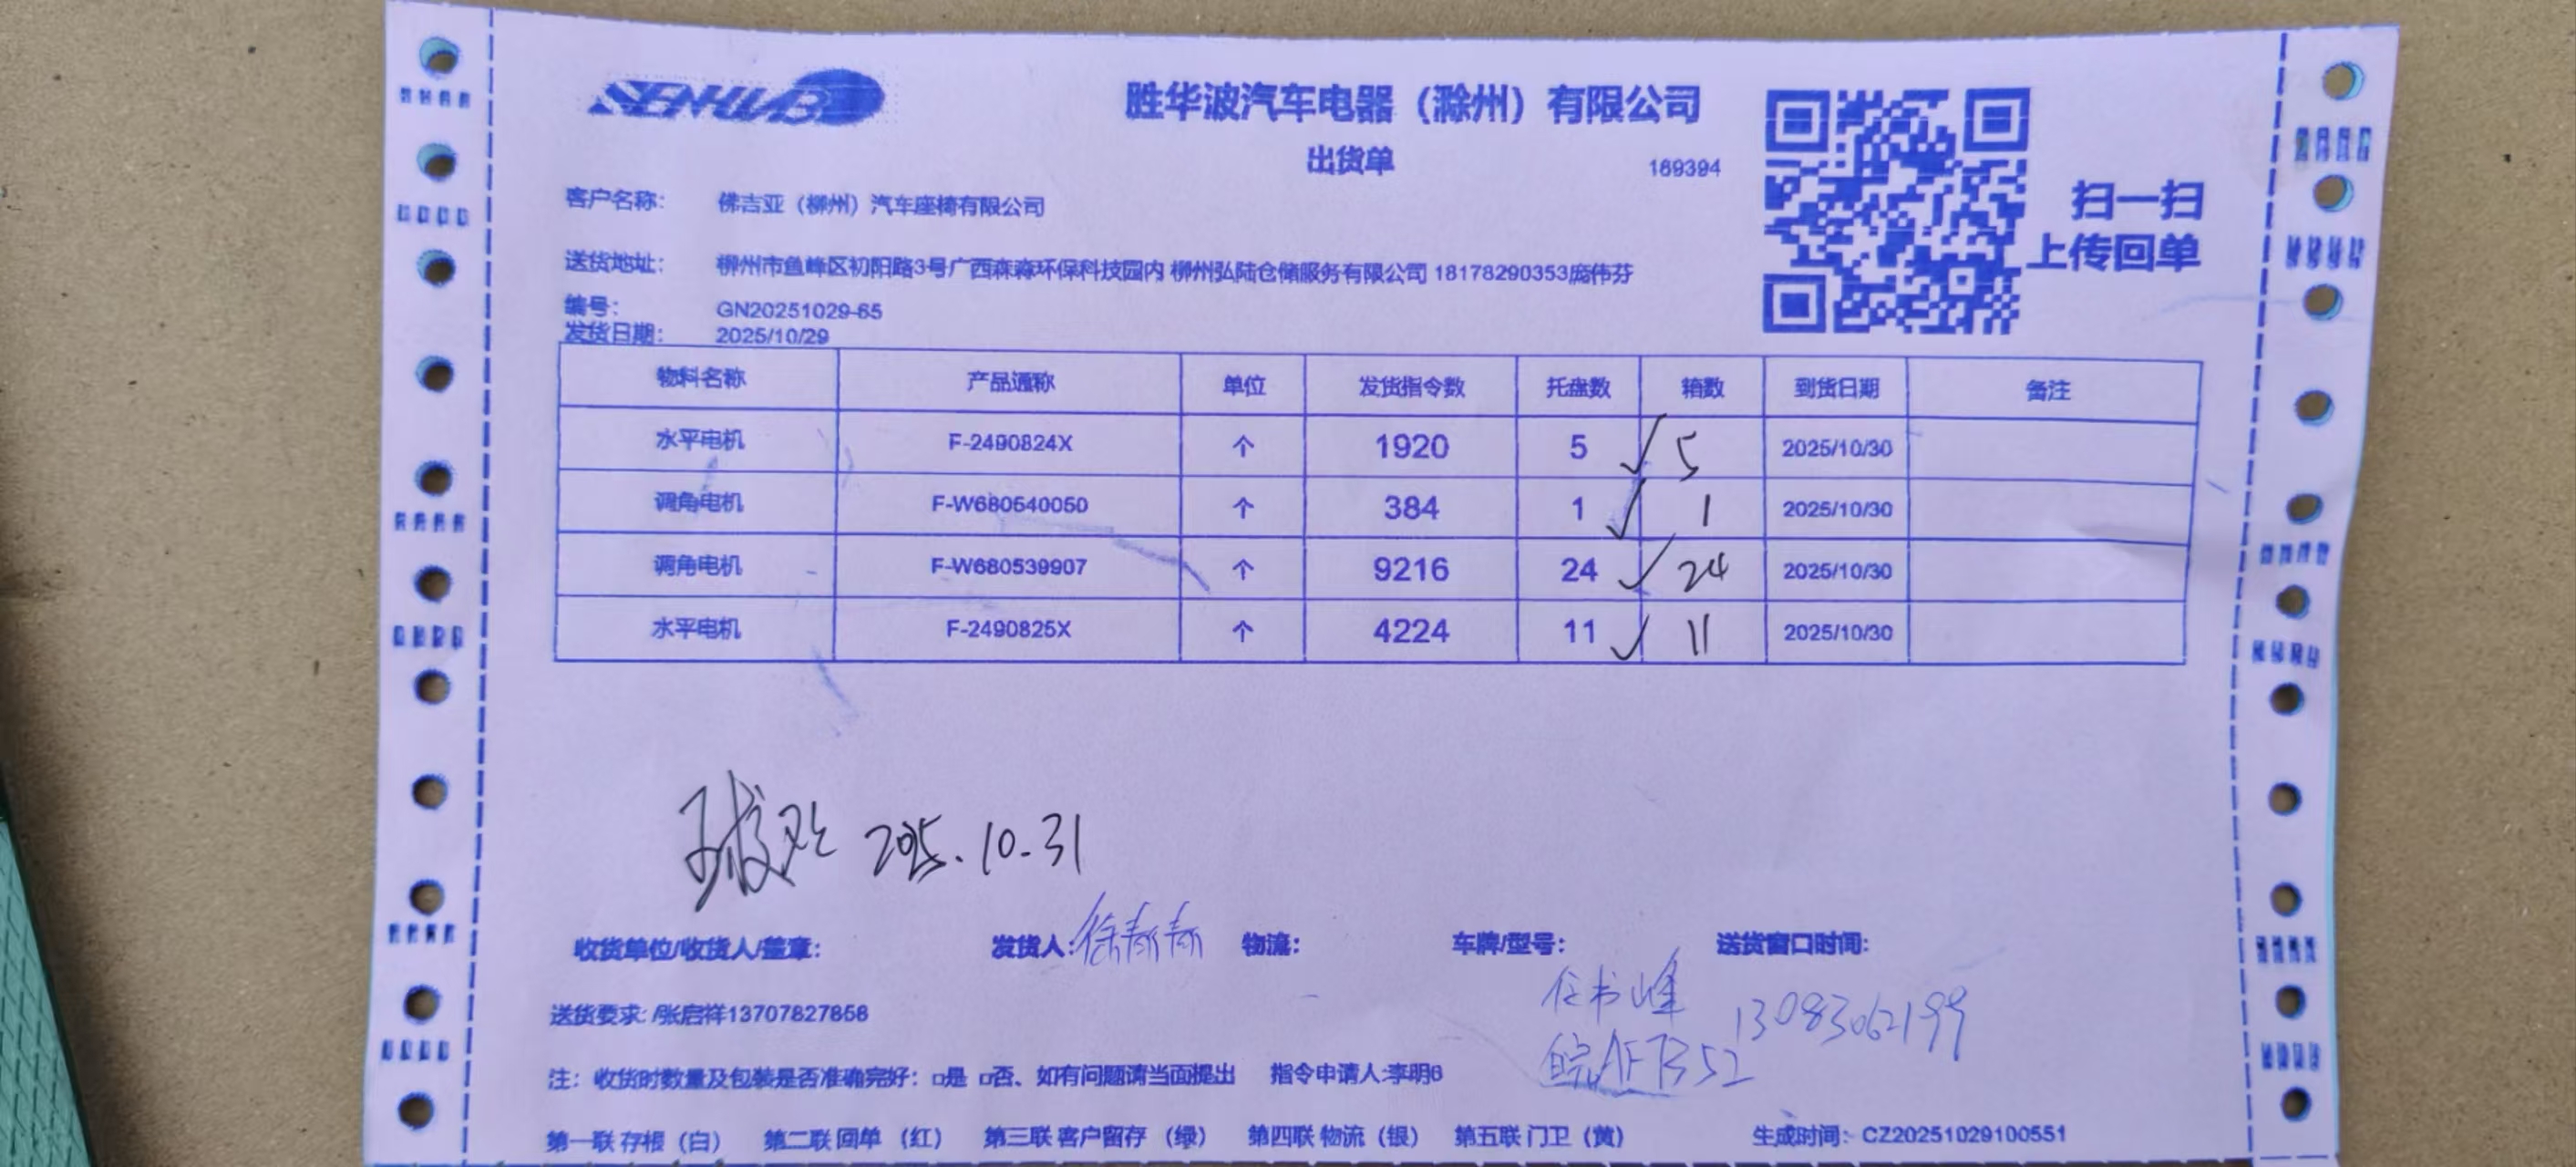 SENHWB
胜华波汽车电器（滁州）有限公司
出货单
169394
扫一扫
上传回单
客户名称： 佛吉亚（柳州）汽车座椅有限公司
送货地址： 柳州市鱼峰区初阳路3号广西森淼环保科技园内 柳州弘陆仓储服务有限公司 18178290353庞伟芬
编号： GN20251029-65
发货日期： 2025/10/29
物料名称 产品通称 单位 发货指令数 托盘数 箱数 到货日期 备注
水平电机 F-2490824X 个 1920 5 ✓ 5 2025/10/30
调角电机 F-W680540050 个 384 1 ✓ 1 2025/10/30
调角电机 F-W680539907 个 9216 24 ✓ 24 2025/10/30
水平电机 F-2490825X 个 4224 11 ✓ 11 2025/10/30
2025.10.31
收货单位/收货人/盖章： 发货人：徐青青 物流： 车牌/型号： 送货窗口时间：
任书峰 13083062199
送货要求：/张启祥13707827858
皖AF7352
注：收货时数量及包装是否准确完好：□是 □否、如有问题请当面提出 指令申请人:李明6
第一联 存根（白） 第二联 回单（红） 第三联 客户留存（绿） 第四联 物流（银） 第五联 门卫（黄） 生成时间：CZ20251029100551